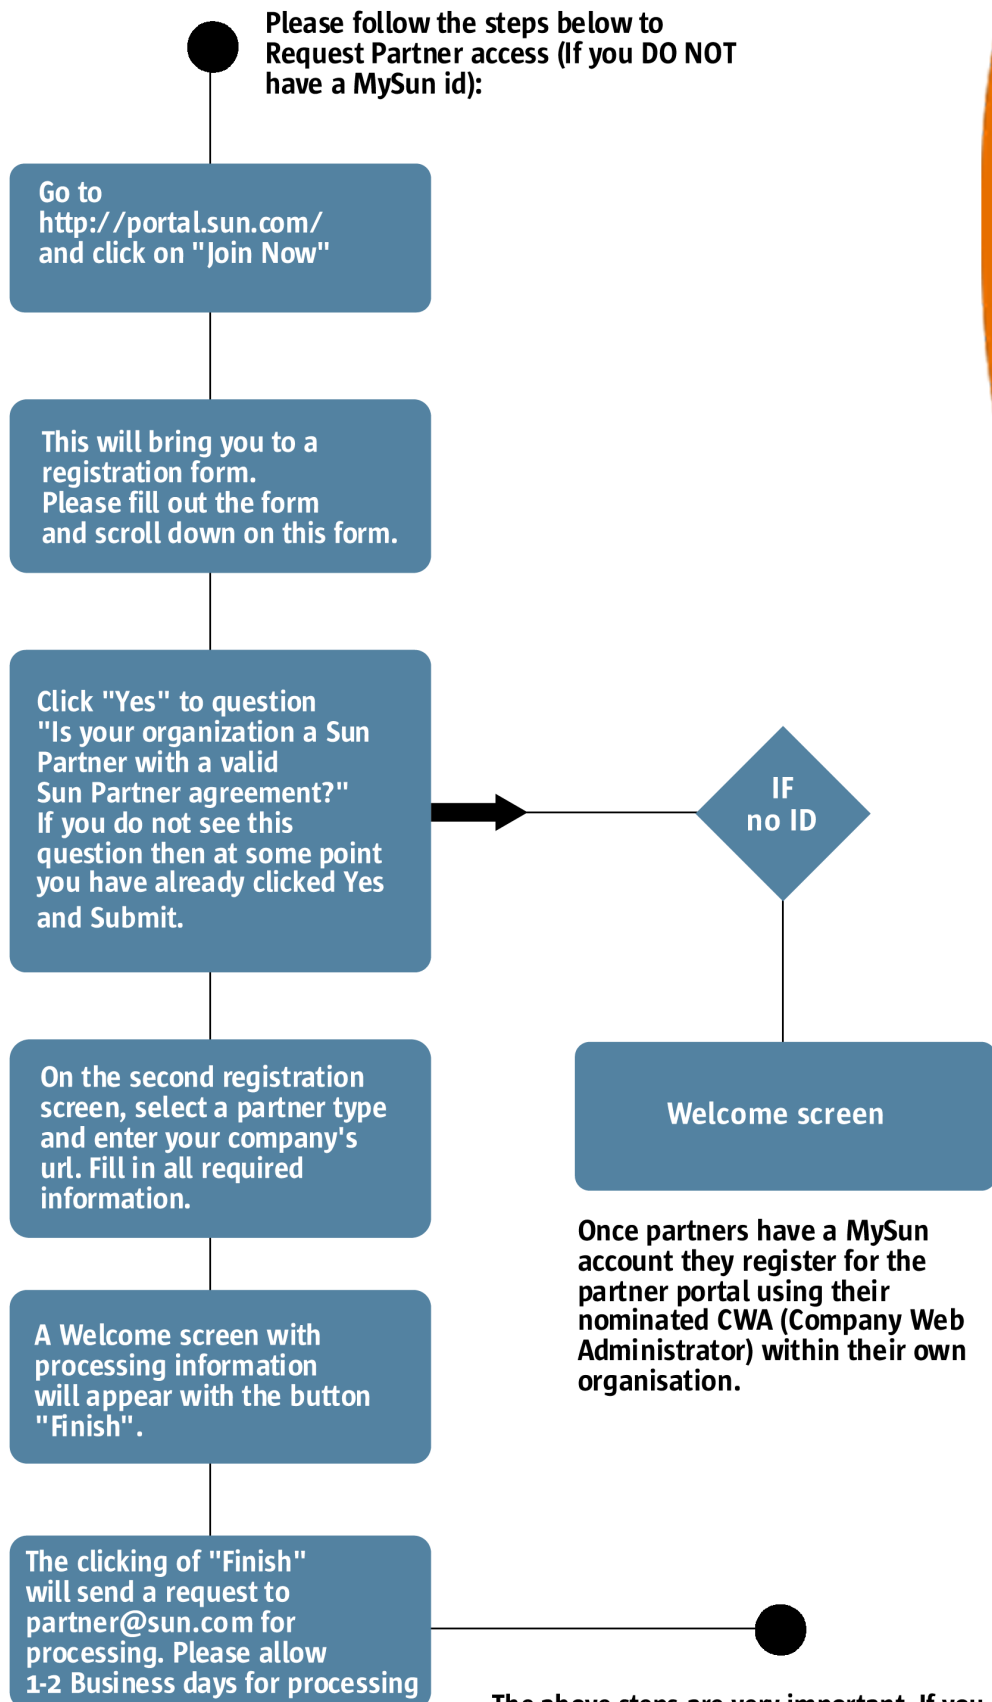 Please follow the steps below to
Request Partner access (If you DO NOT
have a MySun id):
Go to
http://portal.sun.com/
and click on "Join Now"
This will bring you to a
registration form.
Please fill out the form
and scroll down on this form.
Click "Yes" to question
"Is your organization a Sun
Partner with a valid
Sun Partner agreement?"
If you do not see this
question then at some point
you have already clicked Yes
and Submit.
IF
no ID
On the second registration
screen, select a partner type
and enter your company's
url. Fill in all required
information.
Welcome screen
Once partners have a MySun
account they register for the
partner portal using their
nominated CWA (Company Web
Administrator) within their own
organisation.
A Welcome screen with
processing information
will appear with the button
"Finish".
The clicking of "Finish"
will send a request to
partner@sun.com for
processing. Please allow
1-2 Business days for processing
The above steps are very important. If you